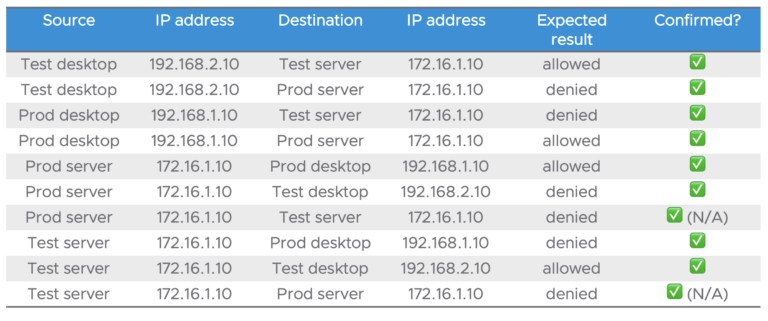 Source IP address Destination IP address Expected result Confirmed?
Test desktop 192.168.2.10 Test server 172.16.1.10 allowed ✅
Test desktop 192.168.2.10 Prod server 172.16.1.10 denied ✅
Prod desktop 192.168.1.10 Test server 172.16.1.10 denied ✅
Prod desktop 192.168.1.10 Prod server 172.16.1.10 allowed ✅
Prod server 172.16.1.10 Prod desktop 192.168.1.10 allowed ✅
Prod server 172.16.1.10 Test desktop 192.168.2.10 denied ✅
Prod server 172.16.1.10 Test server 172.16.1.10 denied ✅ (N/A)
Test server 172.16.1.10 Prod desktop 192.168.1.10 denied ✅
Test server 172.16.1.10 Test desktop 192.168.2.10 allowed ✅
Test server 172.16.1.10 Prod server 172.16.1.10 denied ✅ (N/A)